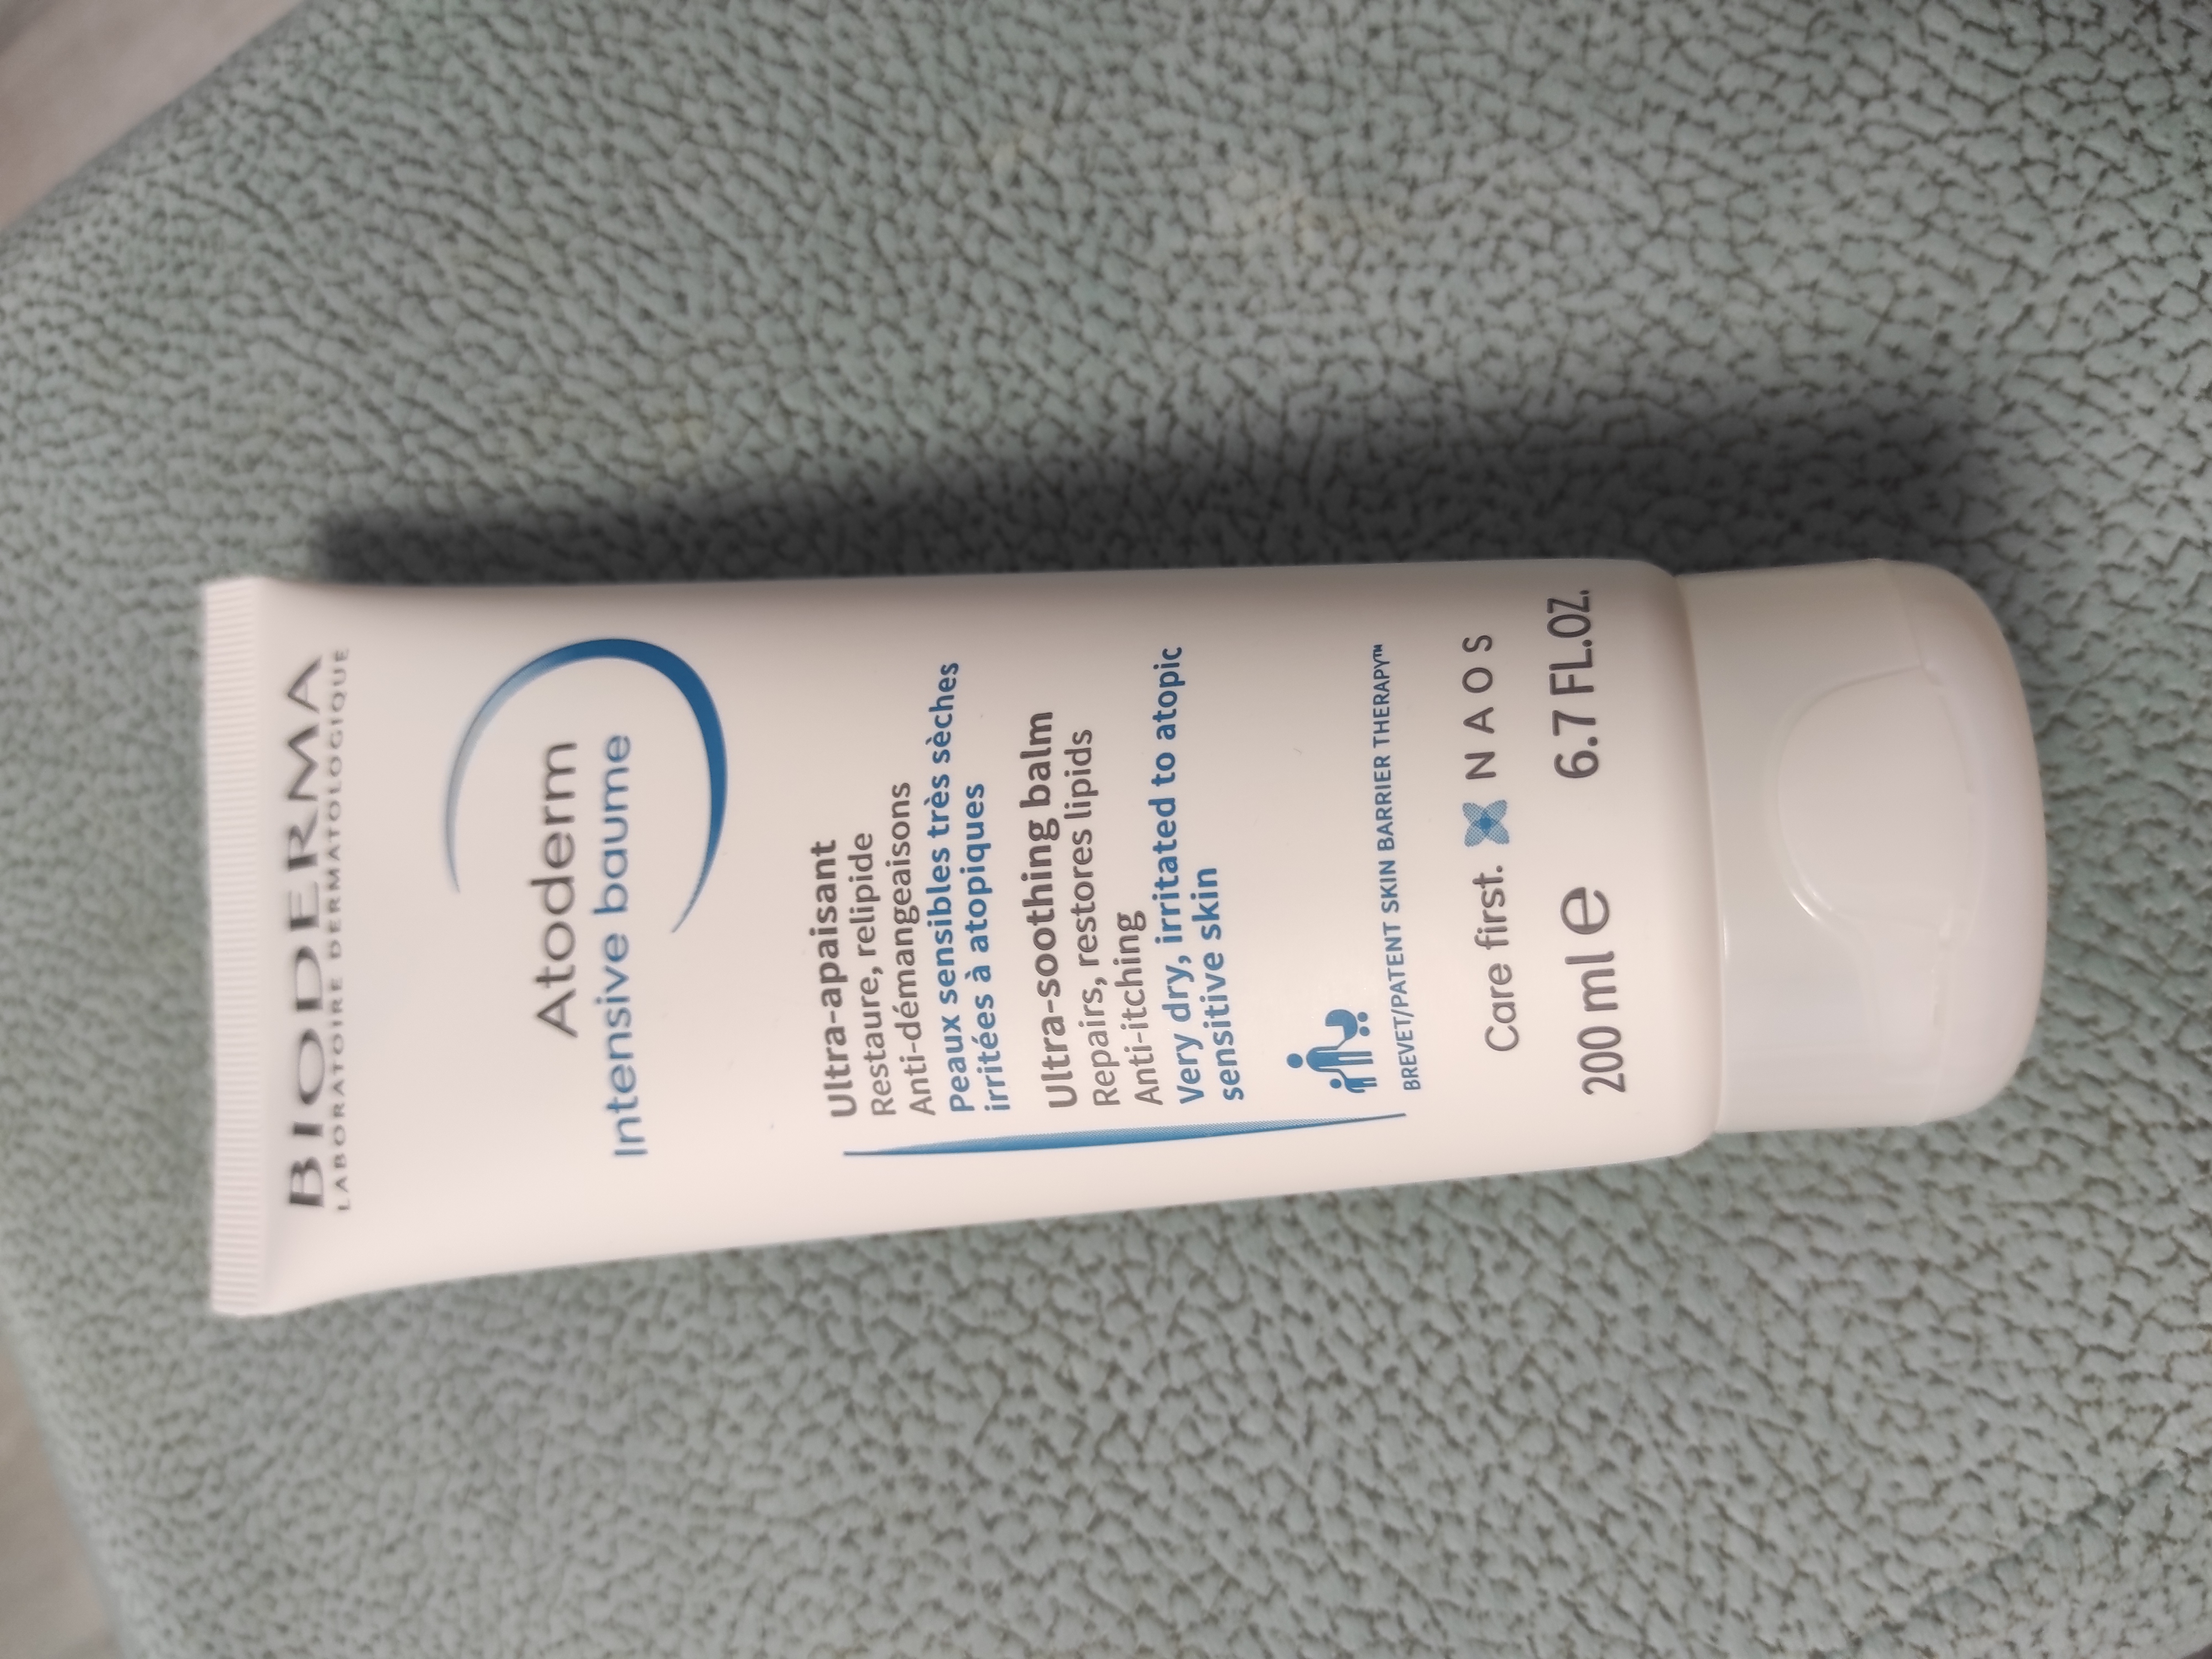 BIODERMA
LABORATOIRE DERMATOLOGIQUE
Atoderm
Intensive baume
Ultra-apaisant
Restaure, relipide
Anti-démangeaisons
Peaux sensibles très sèches
irritées à atopiques
Ultra-soothing balm
Repairs, restores lipids
Anti-itching
Very dry, irritated to atopic
sensitive skin
BREVET/PATENT SKIN BARRIER THERAPY™
Care first. NAOS
200 ml e 6.7 FL.OZ.